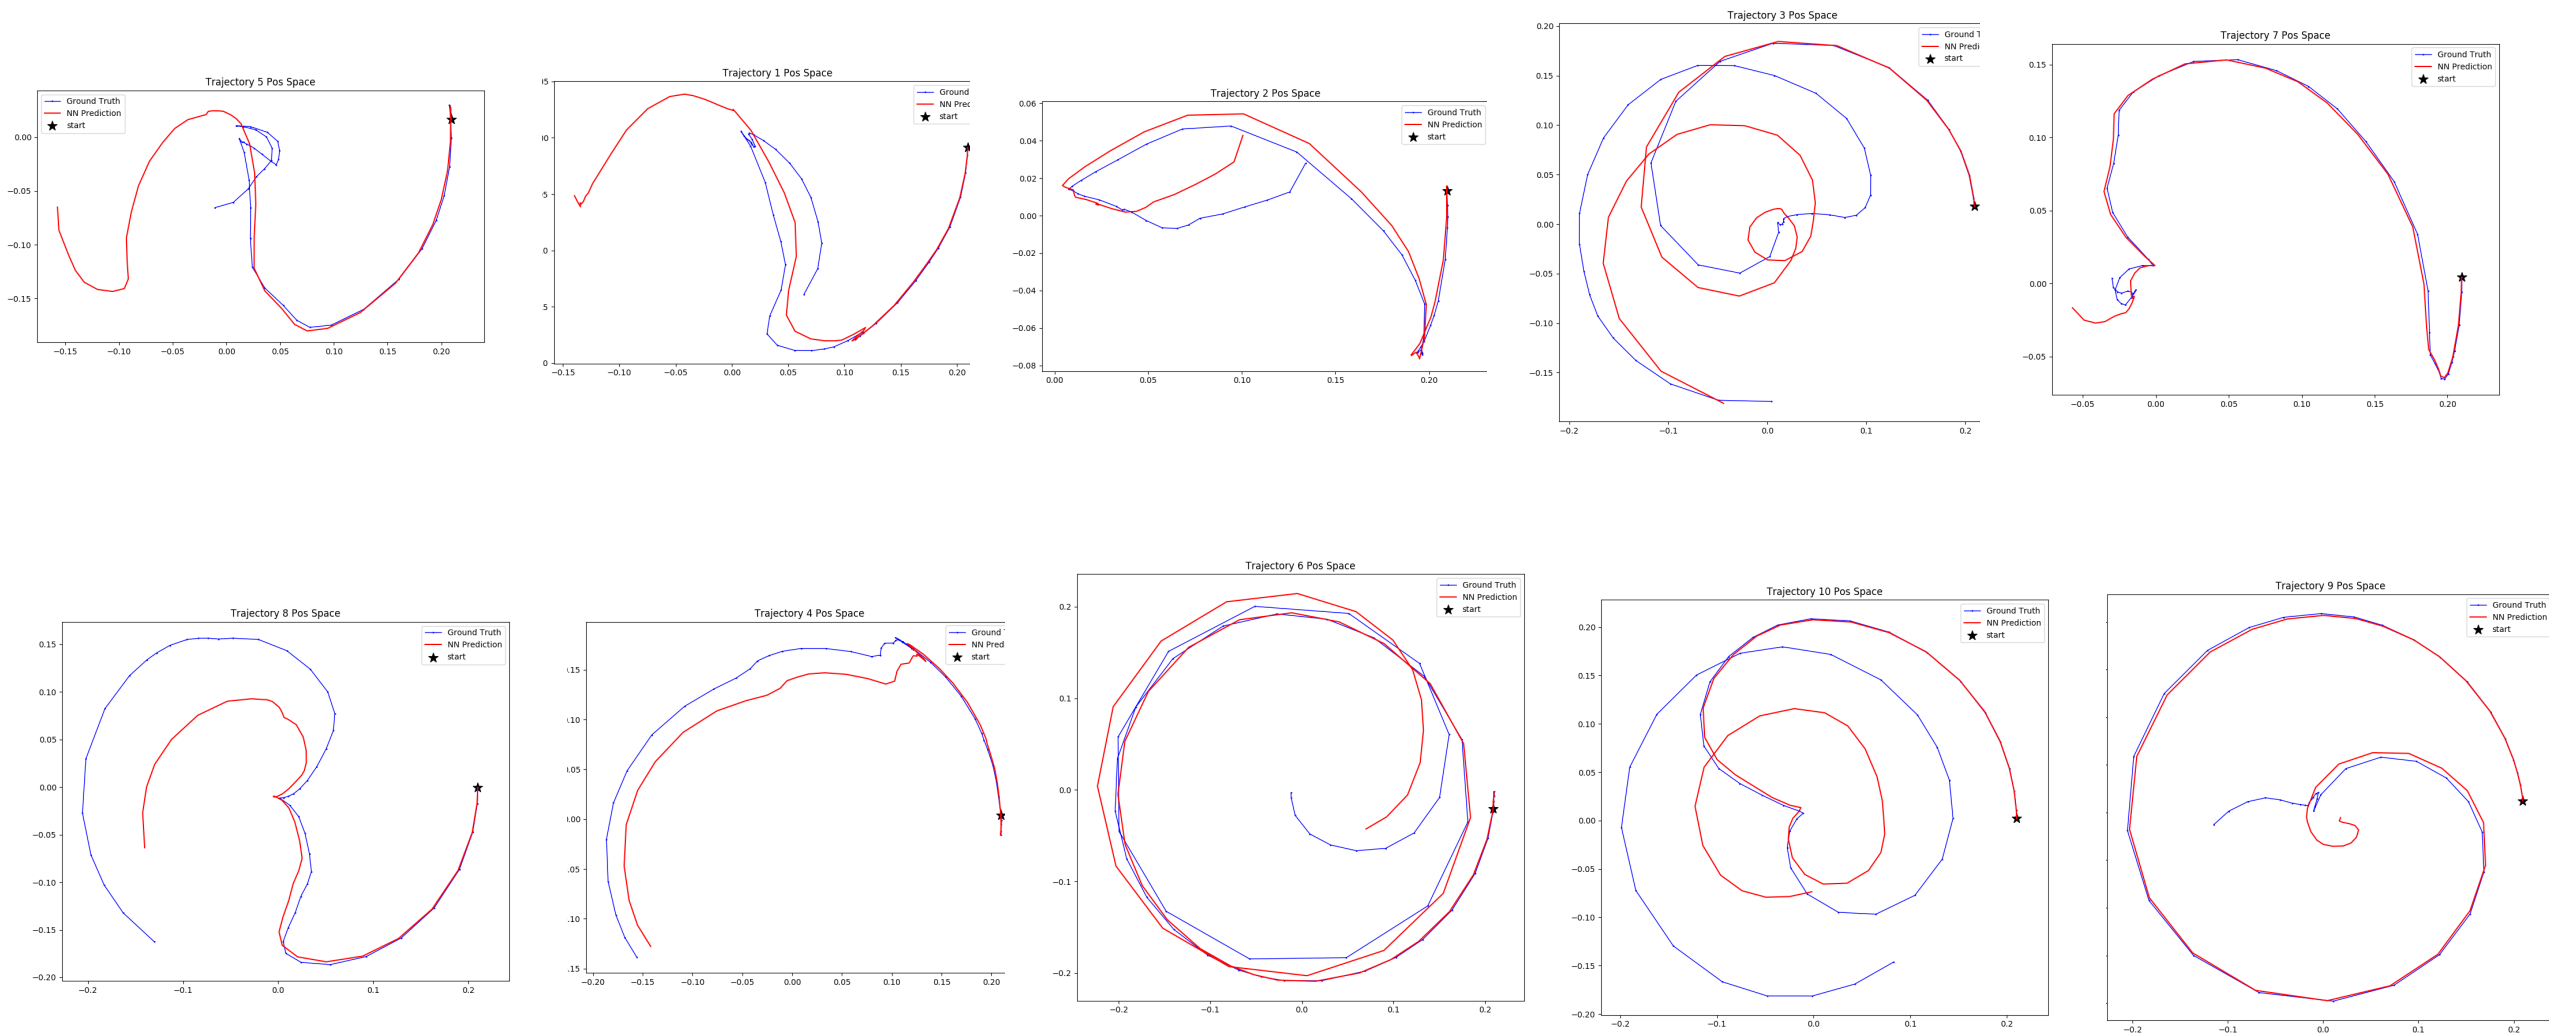 Trajectory 5 Pos Space
Ground Truth
NN Prediction
start
0.00
−0.05
−0.10
−0.15
−0.15 −0.10 −0.05 0.00 0.05 0.10 0.15 0.20
Trajectory 1 Pos Space
Ground
NN Pred
start
05
00
05
0
5
0
−0.15 −0.10 −0.05 0.00 0.05 0.10 0.15 0.20
Trajectory 2 Pos Space
Ground Truth
NN Prediction
start
0.06
0.04
0.02
0.00
−0.02
−0.04
−0.06
−0.08
0.00 0.05 0.10 0.15 0.20
Trajectory 3 Pos Space
Ground T
NN Predi
start
0.20
0.15
0.10
0.05
0.00
−0.05
−0.10
−0.15
−0.2 −0.1 0.0 0.1 0.2
Trajectory 7 Pos Space
Ground Truth
NN Prediction
start
0.15
0.10
0.05
0.00
−0.05
−0.05 0.00 0.05 0.10 0.15 0.20
Trajectory 8 Pos Space
Ground Truth
NN Prediction
start
0.15
0.10
0.05
0.00
−0.05
−0.10
−0.15
−0.20
−0.2 −0.1 0.0 0.1 0.2
Trajectory 4 Pos Space
Ground T
NN Pred
start
.15
.10
.05
.00
.05
.10
.15
−0.20 −0.15 −0.10 −0.05 0.00 0.05 0.10 0.15 0.20
Trajectory 6 Pos Space
Ground Truth
NN Prediction
start
0.2
0.1
0.0
−0.1
−0.2
−0.2 −0.1 0.0 0.1 0.2
Trajectory 10 Pos Space
Ground Truth
NN Prediction
start
0.20
0.15
0.10
0.05
0.00
−0.05
−0.10
−0.15
−0.20
−0.2 −0.1 0.0 0.1 0.2
Trajectory 9 Pos Space
Ground Truth
NN Prediction
start
−0.2 −0.1 0.0 0.1 0.2